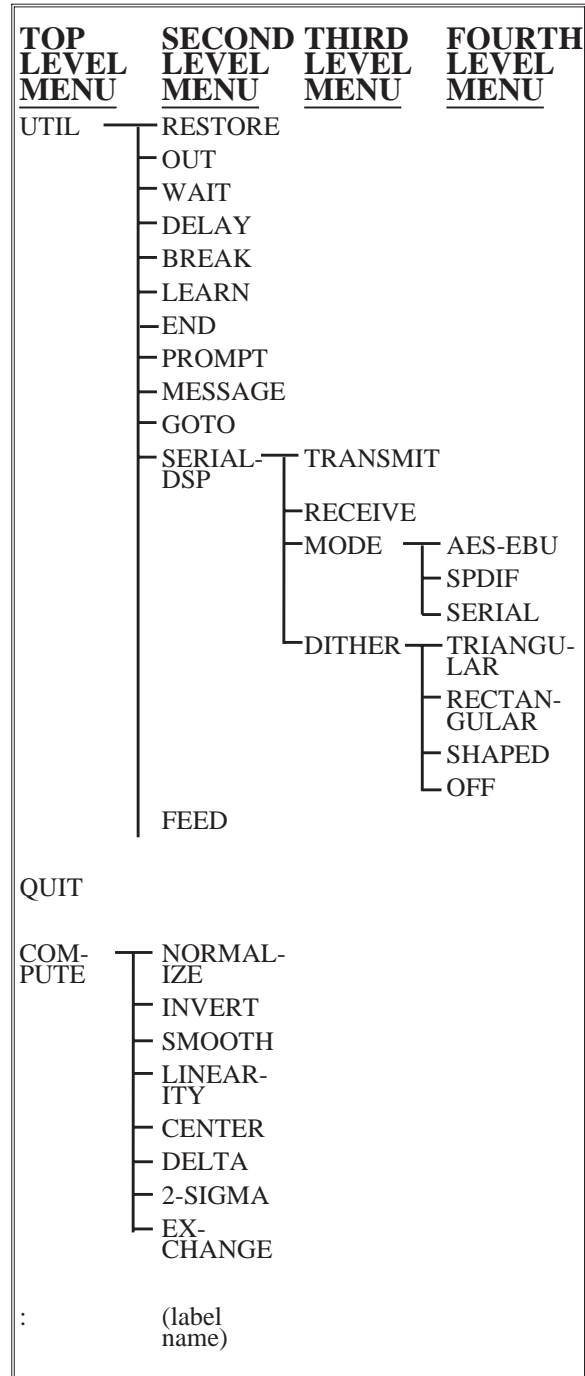 TOP SECOND THIRD FOURTH
LEVEL LEVEL LEVEL LEVEL
MENU MENU MENU MENU
UTIL RESTORE
OUT
WAIT
DELAY
BREAK
LEARN
END
PROMPT
MESSAGE
GOTO
SERIAL- TRANSMIT
DSP
RECEIVE
MODE AES-EBU
SPDIF
SERIAL
DITHER TRIANGU-
LAR
RECTAN-
GULAR
SHAPED
OFF
FEED
QUIT
COM- NORMAL-
PUTE IZE
INVERT
SMOOTH
LINEAR-
ITY
CENTER
DELTA
2-SIGMA
EX-
CHANGE
: (label
name)